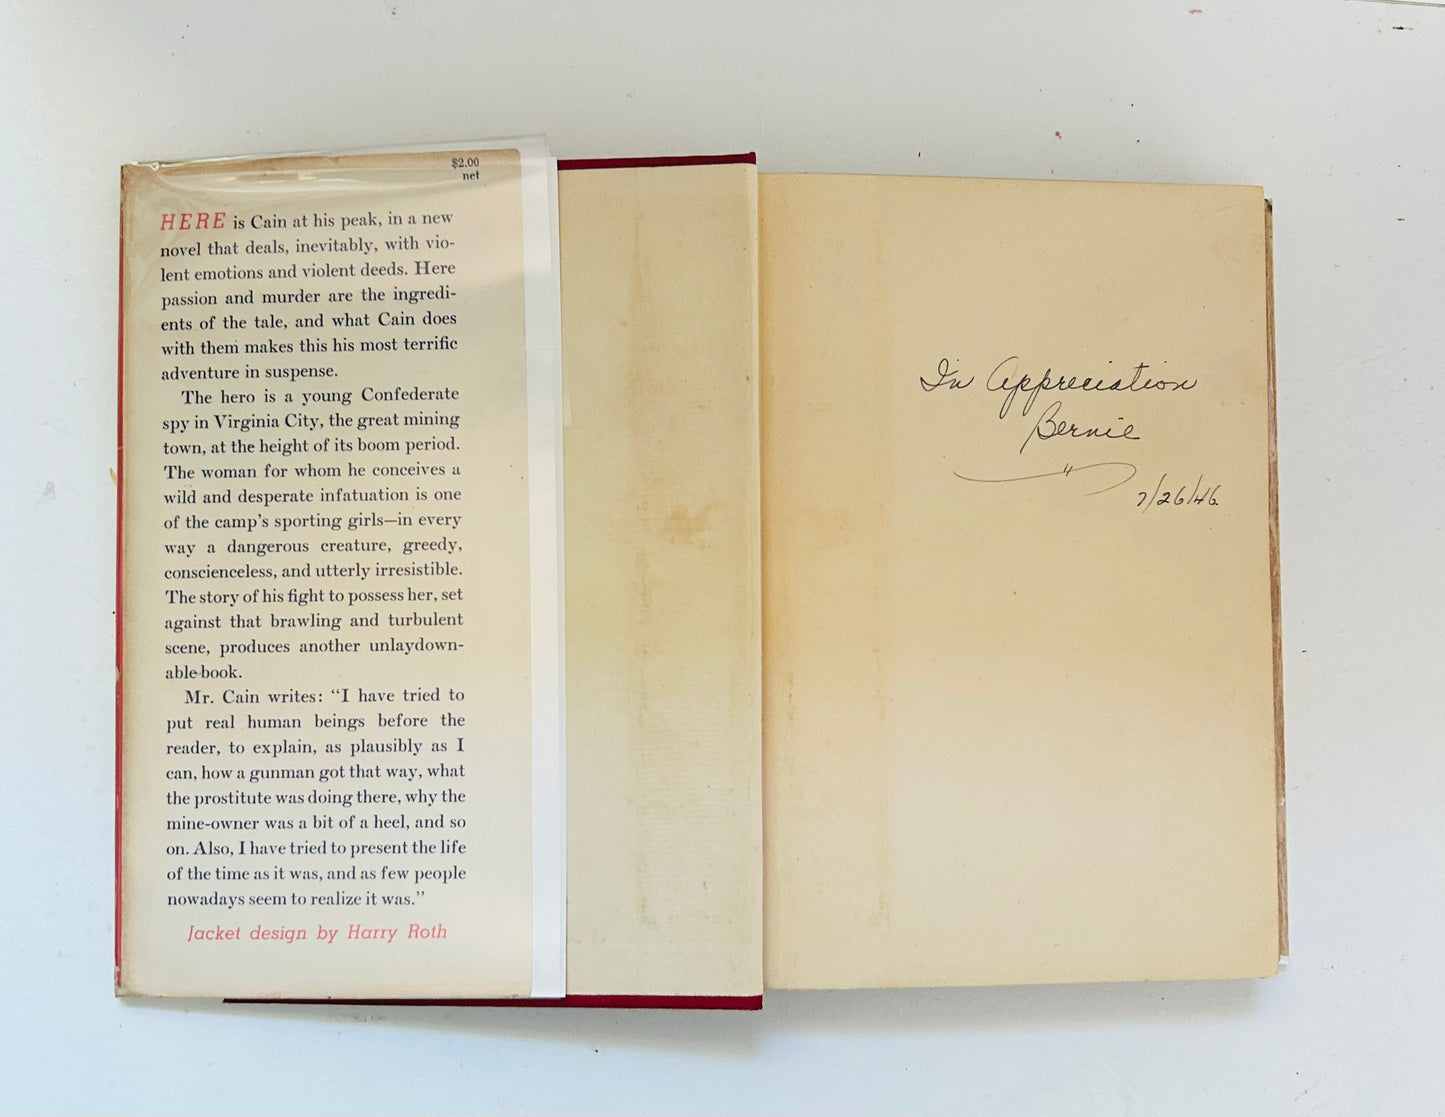 $2.00
net
HERE is Cain at his peak, in a new
novel that deals, inevitably, with vio-
lent emotions and violent deeds. Here
passion and murder are the ingredi-
ents of the tale, and what Cain does
with them makes this his most terrific
adventure in suspense.
The hero is a young Confederate
spy in Virginia City, the great mining
town, at the height of its boom period.
The woman for whom he conceives a
wild and desperate infatuation is one
of the camp's sporting girls—in every
way a dangerous creature, greedy,
conscienceless, and utterly irresistible.
The story of his fight to possess her, set
against that brawling and turbulent
scene, produces another unlaydown-
able book.
Mr. Cain writes: "I have tried to
put real human beings before the
reader, to explain, as plausibly as I
can, how a gunman got that way, what
the prostitute was doing there, why the
mine-owner was a bit of a heel, and so
on. Also, I have tried to present the life
of the time as it was, and as few people
nowadays seem to realize it was."
Jacket design by Harry Roth
In Appreciation
Bernie
7/26/46